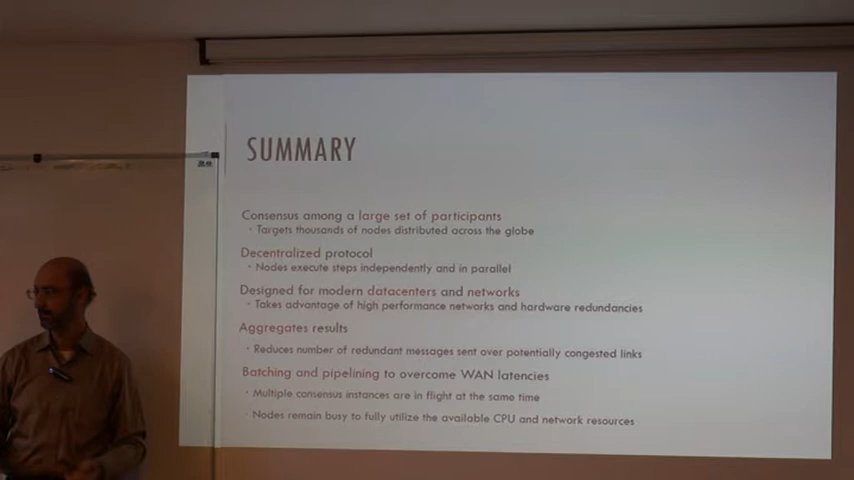 SUMMARY
Consensus among a large set of participants
Targets thousands of nodes distributed across the globe
Decentralized protocol
Nodes execute steps independently and in parallel
Designed for modern datacenters and networks
Takes advantage of high performance networks and hardware redundancies
Aggregates results
Reduces number of redundant messages sent over potentially congested links
Batching and pipelining to overcome WAN latencies
Multiple consensus instances are in flight at the same time
Nodes remain busy to fully utilize the available CPU and network resources